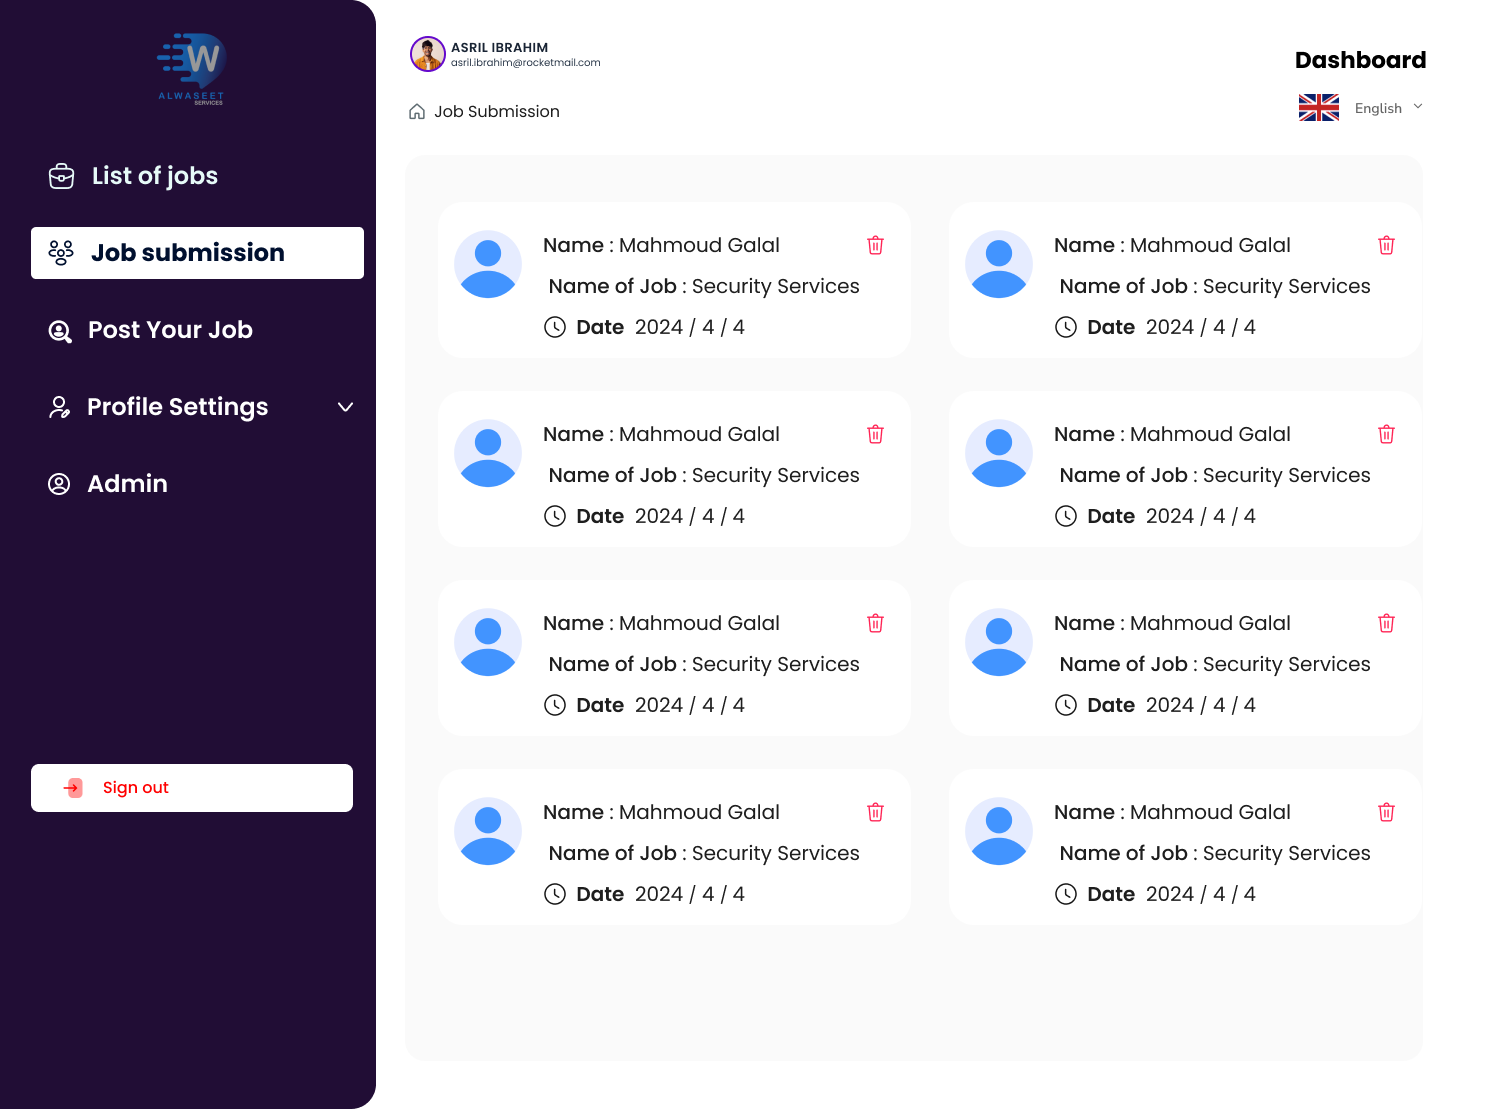 W
ALWASEET
SERVICES
List of jobs
Job submission
Post Your Job
Profile Settings
Admin
Sign out
ASRIL IBRAHIM
asril.ibrahim@rocketmail.com
Dashboard
Job Submission
English
Name : Mahmoud Galal
Name of Job : Security Services
Date 2024 / 4 / 4
Name : Mahmoud Galal
Name of Job : Security Services
Date 2024 / 4 / 4
Name : Mahmoud Galal
Name of Job : Security Services
Date 2024 / 4 / 4
Name : Mahmoud Galal
Name of Job : Security Services
Date 2024 / 4 / 4
Name : Mahmoud Galal
Name of Job : Security Services
Date 2024 / 4 / 4
Name : Mahmoud Galal
Name of Job : Security Services
Date 2024 / 4 / 4
Name : Mahmoud Galal
Name of Job : Security Services
Date 2024 / 4 / 4
Name : Mahmoud Galal
Name of Job : Security Services
Date 2024 / 4 / 4